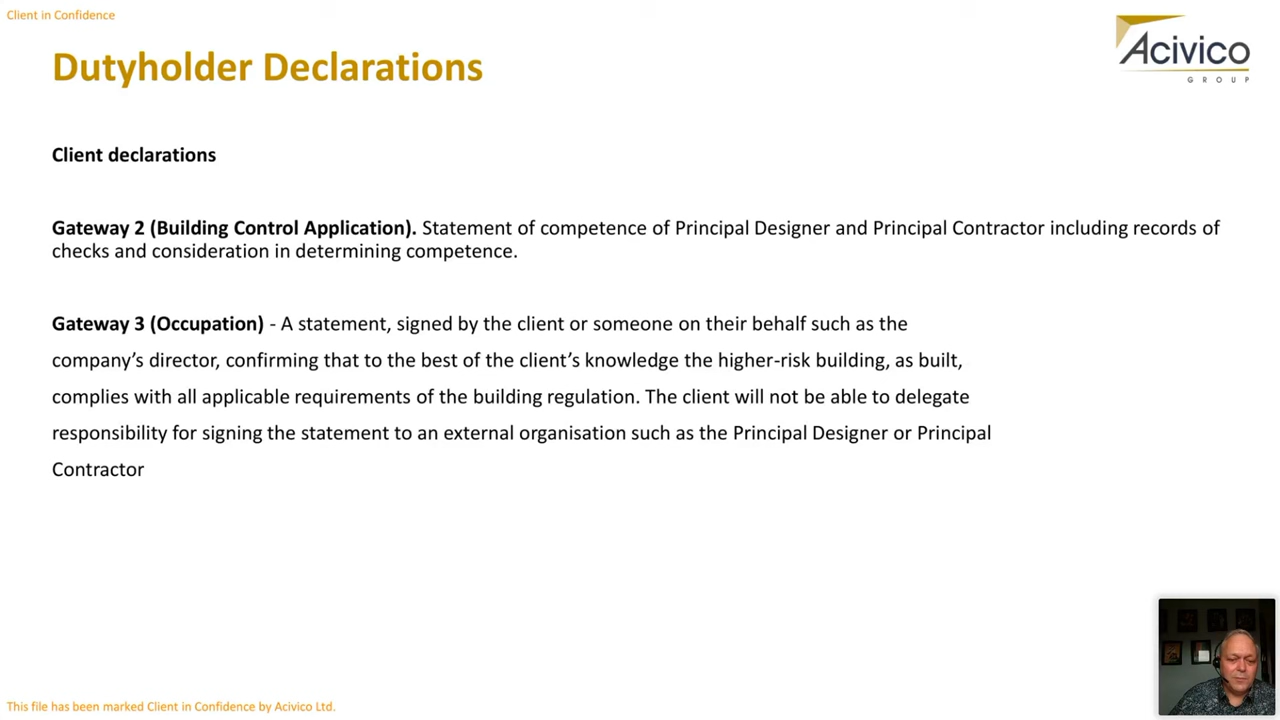 Client in Confidence
Dutyholder Declarations
Acivico
GROUP
Client declarations
Gateway 2 (Building Control Application). Statement of competence of Principal Designer and Principal Contractor including records of
checks and consideration in determining competence.
Gateway 3 (Occupation) - A statement, signed by the client or someone on their behalf such as the
company’s director, confirming that to the best of the client’s knowledge the higher-risk building, as built,
complies with all applicable requirements of the building regulation. The client will not be able to delegate
responsibility for signing the statement to an external organisation such as the Principal Designer or Principal
Contractor
This file has been marked Client in Confidence by Acivico Ltd.